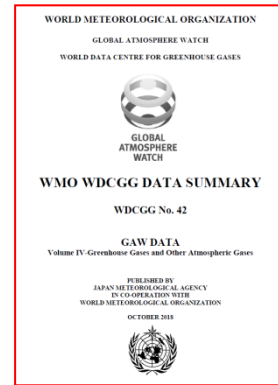 WORLD METEOROLOGICAL ORGANIZATION
GLOBAL ATMOSPHERE WATCH
WORLD DATA CENTRE FOR GREENHOUSE GASES
GLOBAL
ATMOSPHERE
WATCH
WMO WDCGG DATA SUMMARY
WDCGG No. 42
GAW DATA
Volume IV-Greenhouse Gases and Other Atmospheric Gases
PUBLISHED BY
JAPAN METEOROLOGICAL AGENCY
IN CO-OPERATION WITH
WORLD METEOROLOGICAL ORGANIZATION
OCTOBER 2018